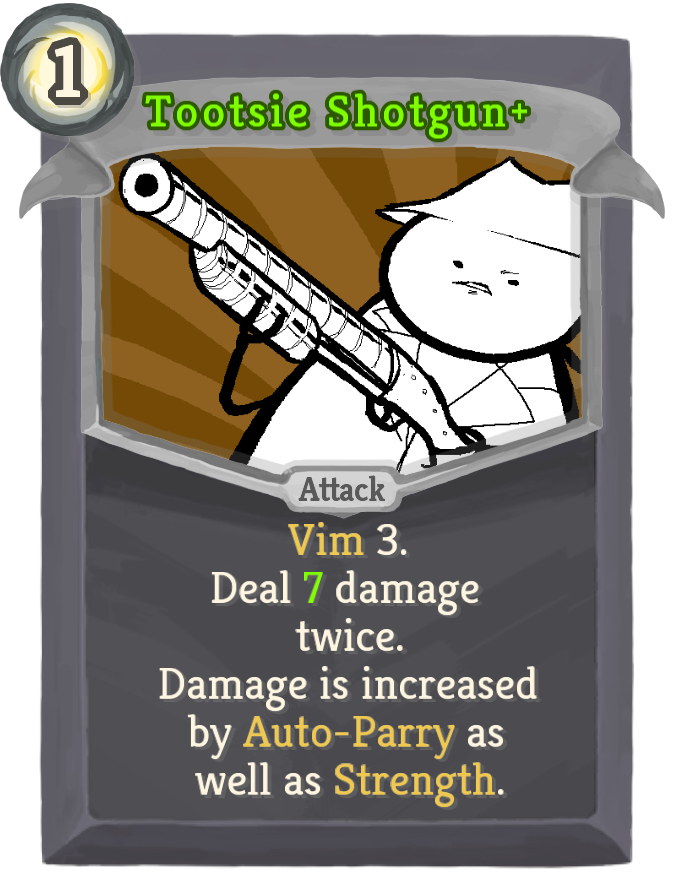 1
Tootsie Shotgun+
Attack
Vim 3.
Deal 7 damage
twice.
Damage is increased
by Auto-Parry as
well as Strength.